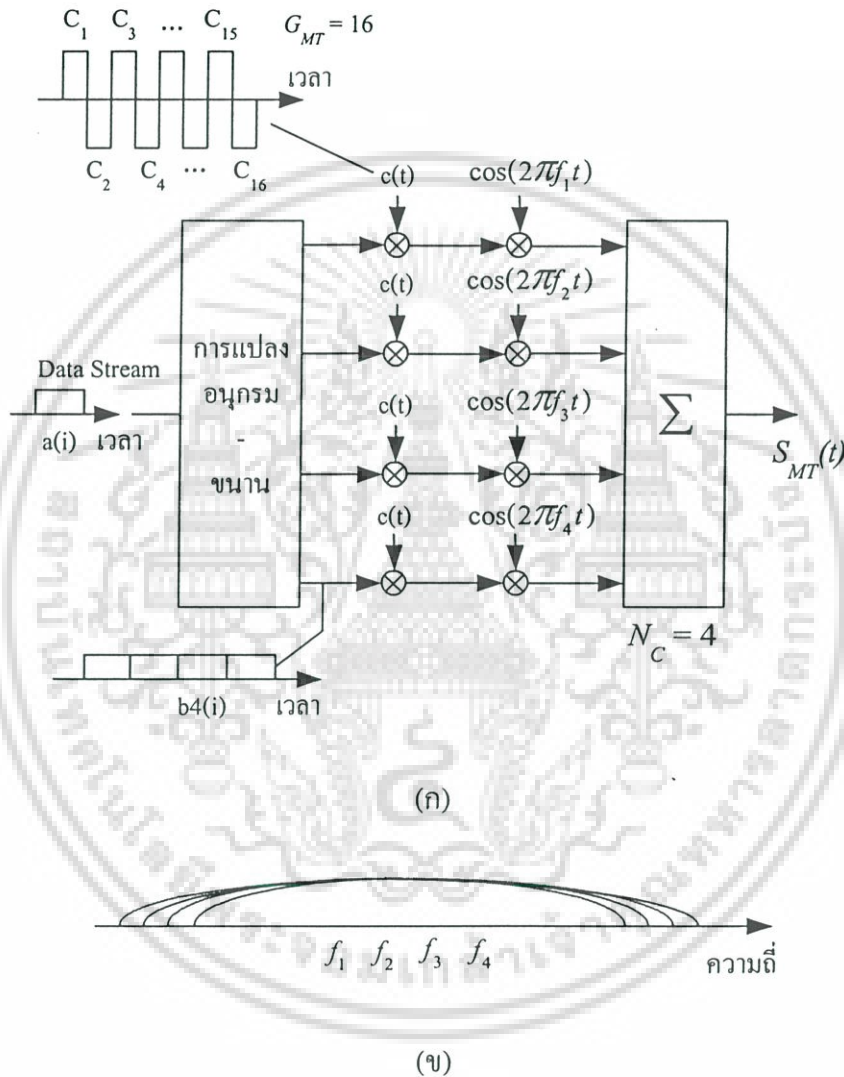 C₁ C₃ ... C₁₅ G_MT = 16
เวลา
C₂ C₄ ... C₁₆
c(t) cos(2πf₁t)
c(t) cos(2πf₂t)
การแปลง
อนุกรม
-
ขนาน
Data Stream
a(i) เวลา
c(t) cos(2πf₃t)
Σ
S_MT(t)
c(t) cos(2πf₄t)
N_C = 4
b4(i) เวลา
(ก)
f₁ f₂ f₃ f₄
ความถี่
(ข)